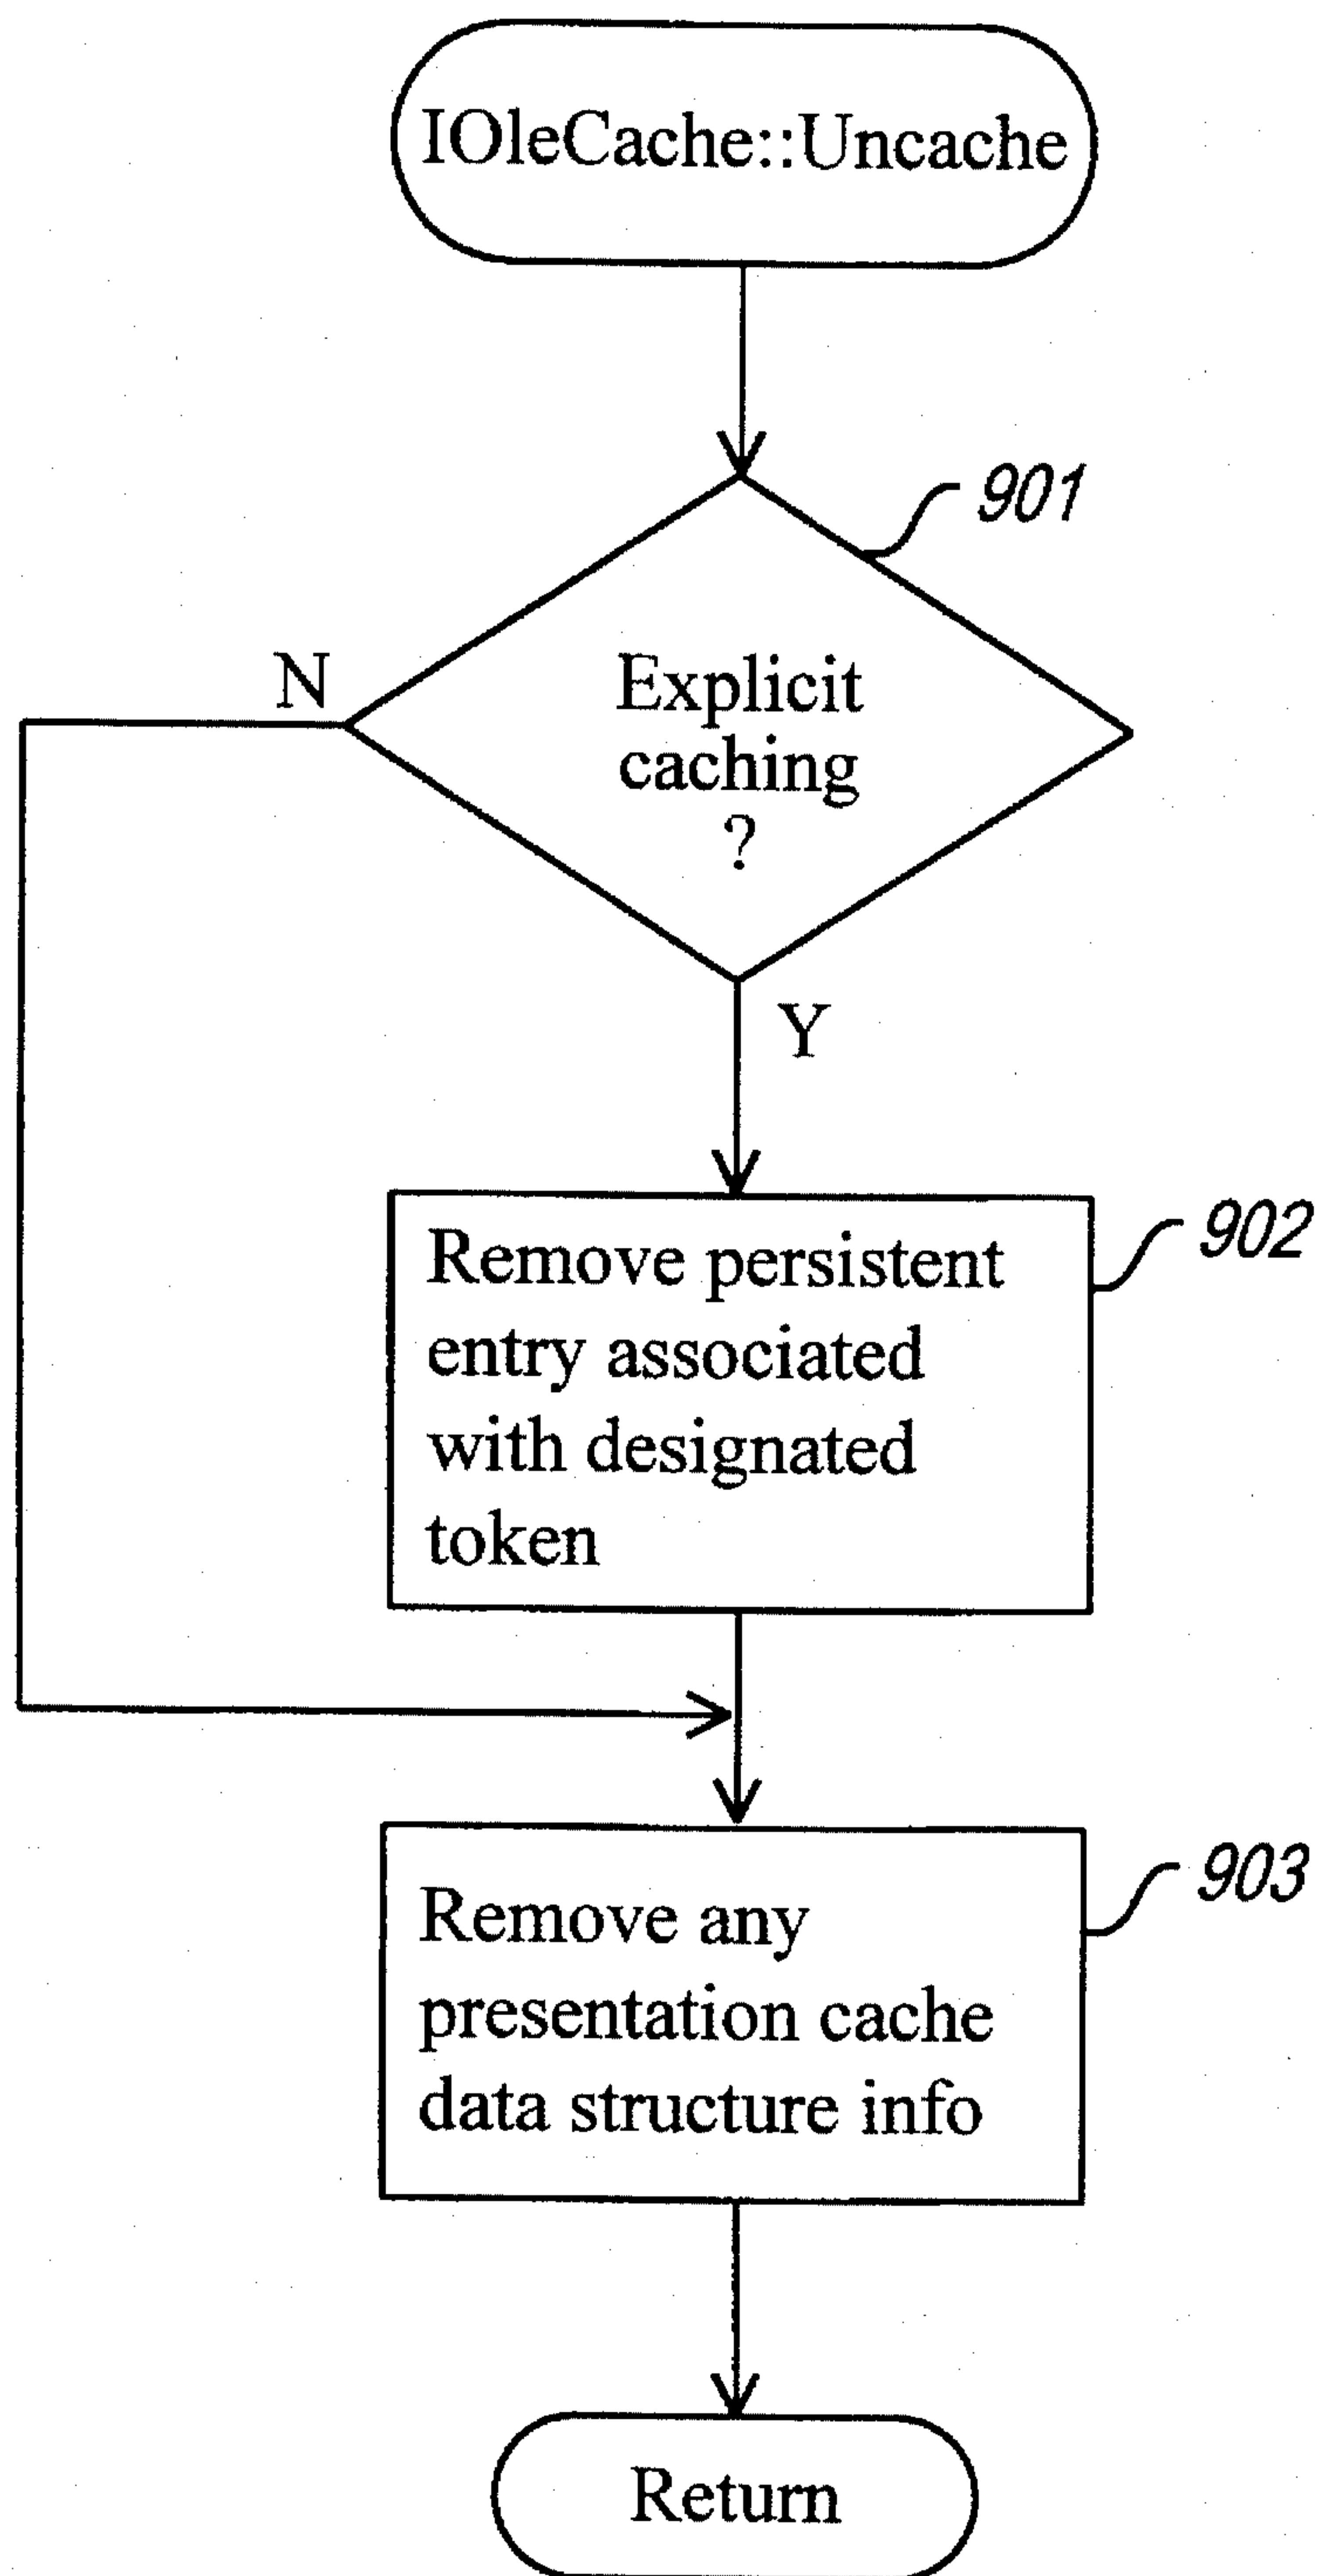 IOleCache::Uncache
901
N
Explicit
caching
?
Y
902
Remove persistent
entry associated
with designated
token
903
Remove any
presentation cache
data structure info
Return